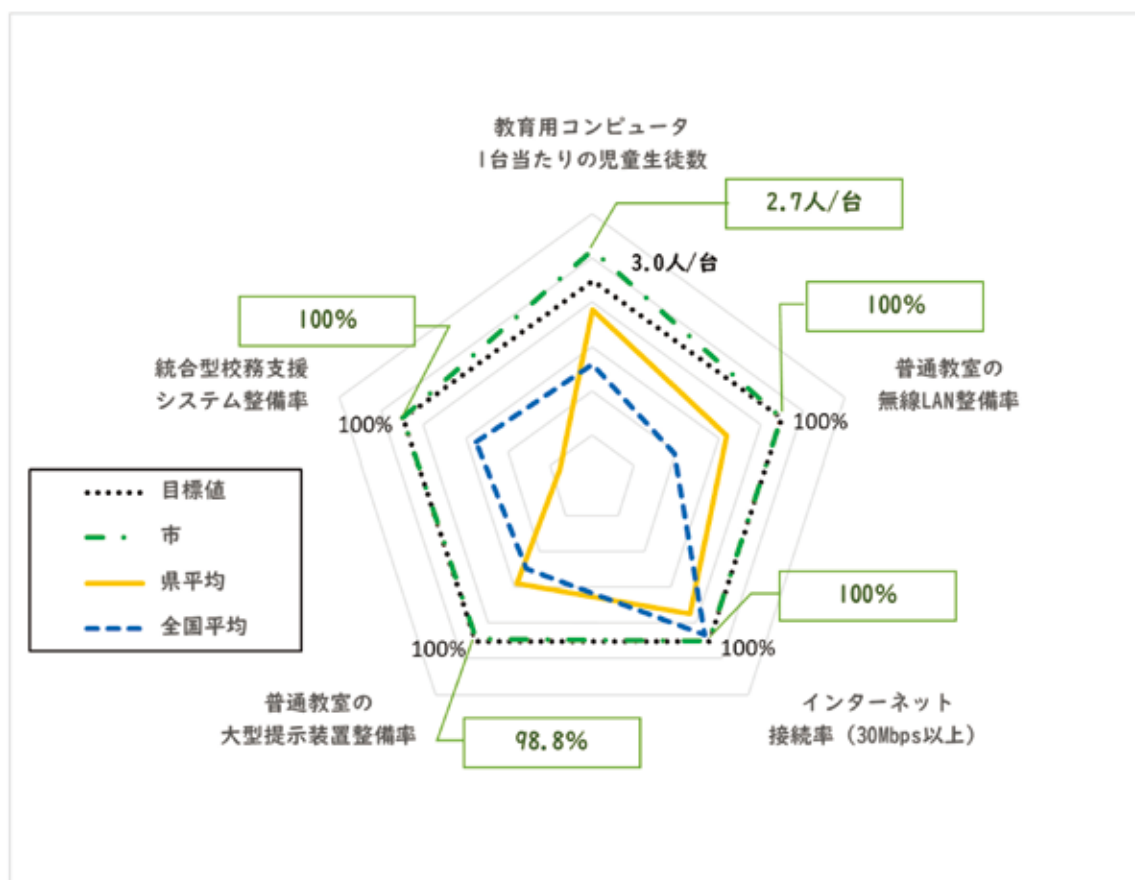 教育用コンピュータ
1台当たりの児童生徒数
2.7人/台
3.0人/台
100%
100%
統合型校務支援
システム整備率
普通教室の
無線LAN整備率
100%
100%
目標値
市
県平均
全国平均
100%
100%
100%
普通教室の
大型提示装置整備率
98.8%
インターネット
接続率（30Mbps以上）